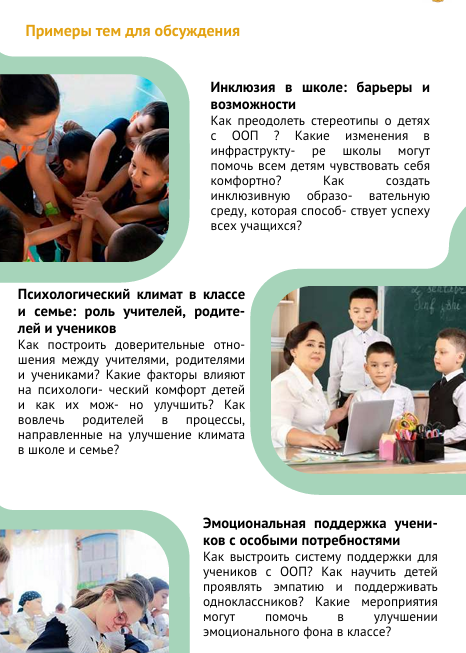 Примеры тем для обсуждения
Инклюзия в школе: барьеры и
возможности
Как преодолеть стереотипы о детях
с ООП ? Какие изменения в
инфраструкту- ре школы могут
помочь всем детям чувствовать себя
комфортно? Как создать
инклюзивную образо- вательную
среду, которая способ- ствует успеху
всех учащихся?
Психологический климат в классе
и семье: роль учителей, родите-
лей и учеников
Как построить доверительные отно-
шения между учителями, родителями
и учениками? Какие факторы влияют
на психологи- ческий комфорт детей
и как их мож- но улучшить? Как
вовлечь родителей в процессы,
направленные на улучшение климата
в школе и семье?
Эмоциональная поддержка учени-
ков с особыми потребностями
Как выстроить систему поддержки для
учеников с ООП? Как научить детей
проявлять эмпатию и поддерживать
одноклассников? Какие мероприятия
могут помочь в улучшении
эмоционального фона в классе?